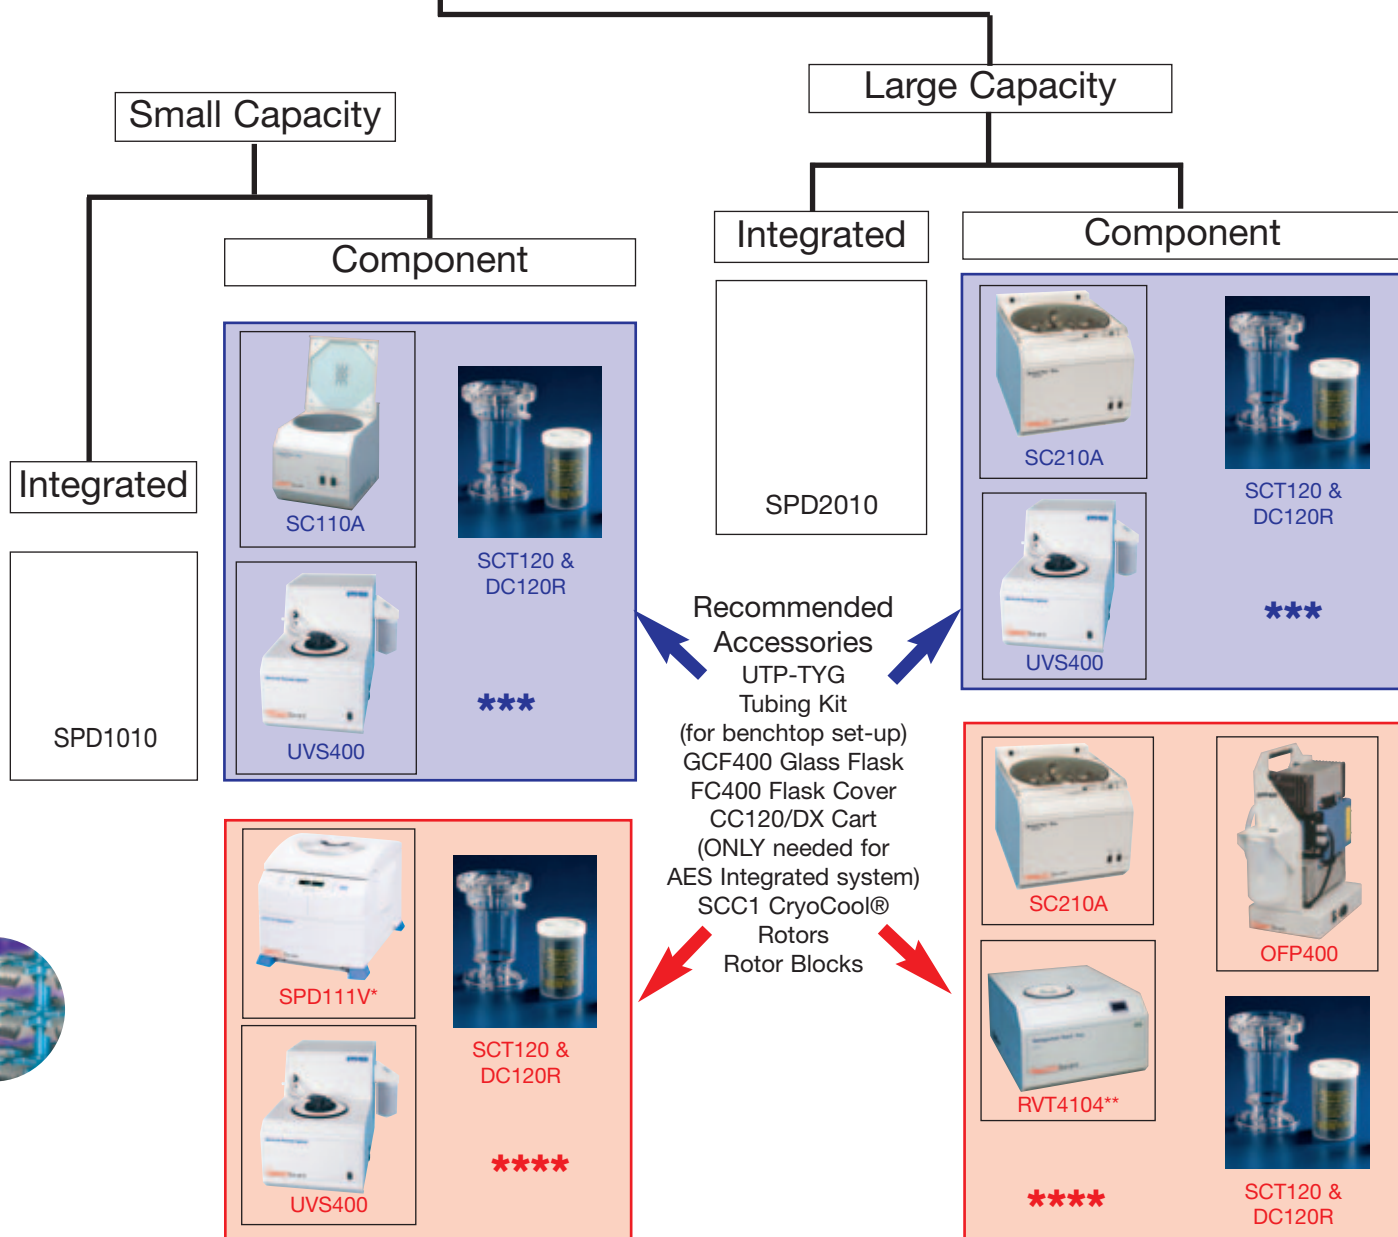 Small Capacity
Large Capacity
Integrated
Component
Integrated
Component
SC110A
SCT120 &
DC120R
UVS400
***
SPD1010
SPD2010
SC210A
SCT120 &
DC120R
UVS400
***
Recommended
Accessories
UTP-TYG
Tubing Kit
(for benchtop set-up)
GCF400 Glass Flask
FC400 Flask Cover
CC120/DX Cart
(ONLY needed for
AES Integrated system)
SCC1 CryoCool®
Rotors
Rotor Blocks
SPD111V*
SCT120 &
DC120R
UVS400
****
SC210A
OFP400
RVT4104**
SCT120 &
DC120R
****